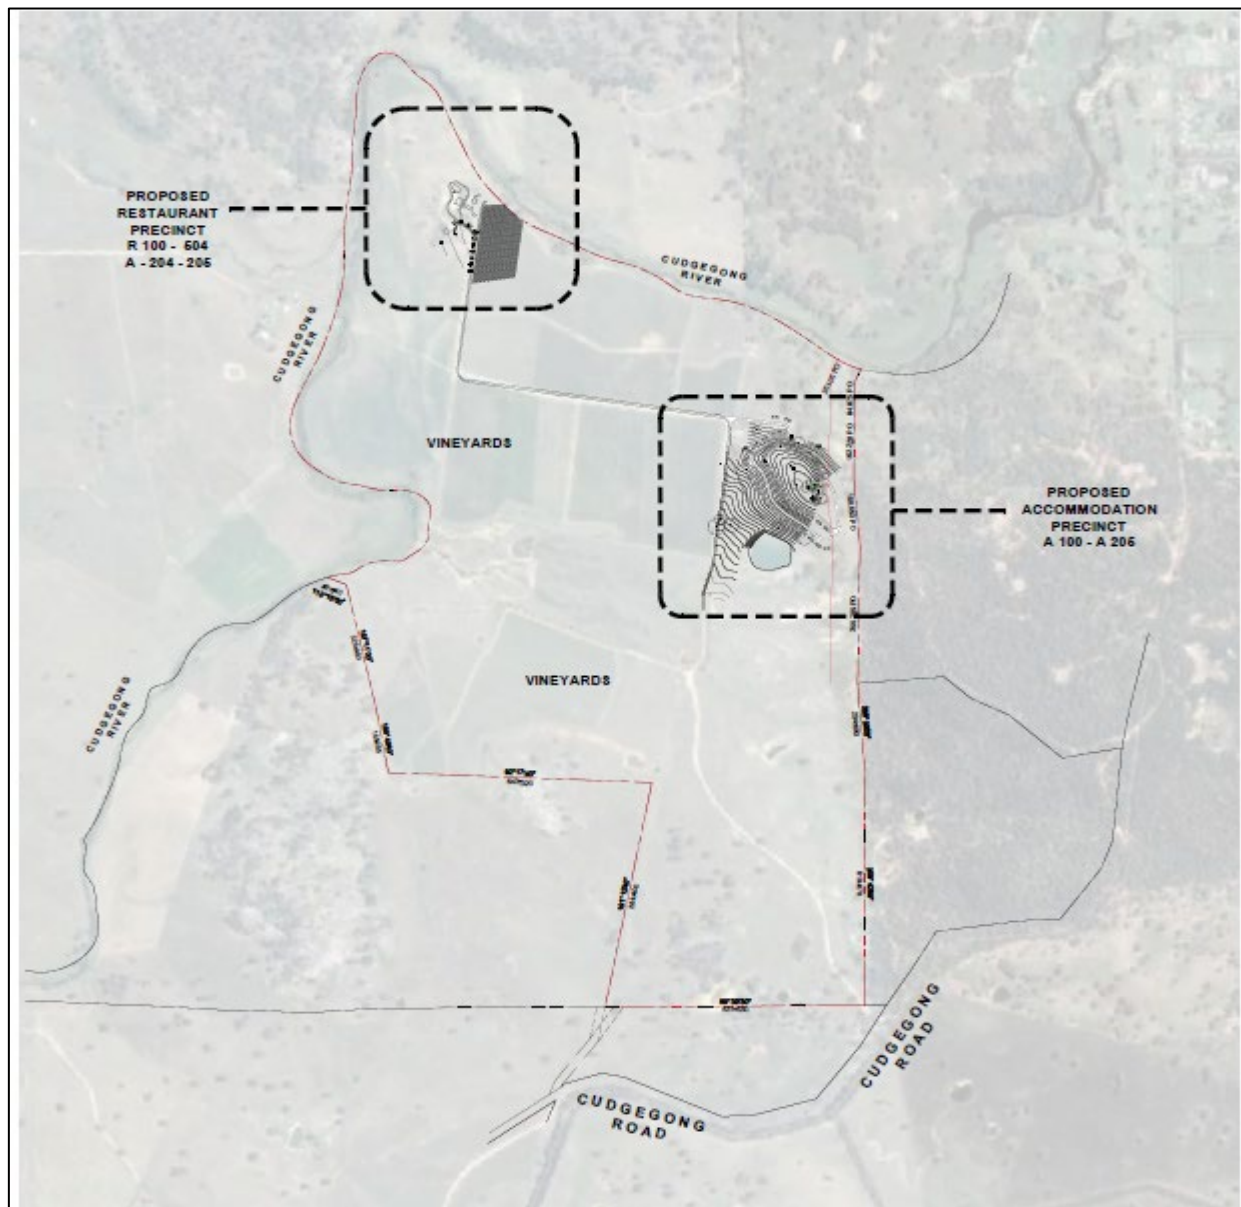 PROPOSED
RESTAURANT
PRECINCT
R 100 - 504
A - 204 - 205
CUDGEGONG
RIVER
CUDGEGONG
RIVER
VINEYARDS
PROPOSED
ACCOMMODATION
PRECINCT
A 100 - A 205
VINEYARDS
CUDGEGONG
RIVER
CUDGEGONG
ROAD
CUDGEGONG
ROAD